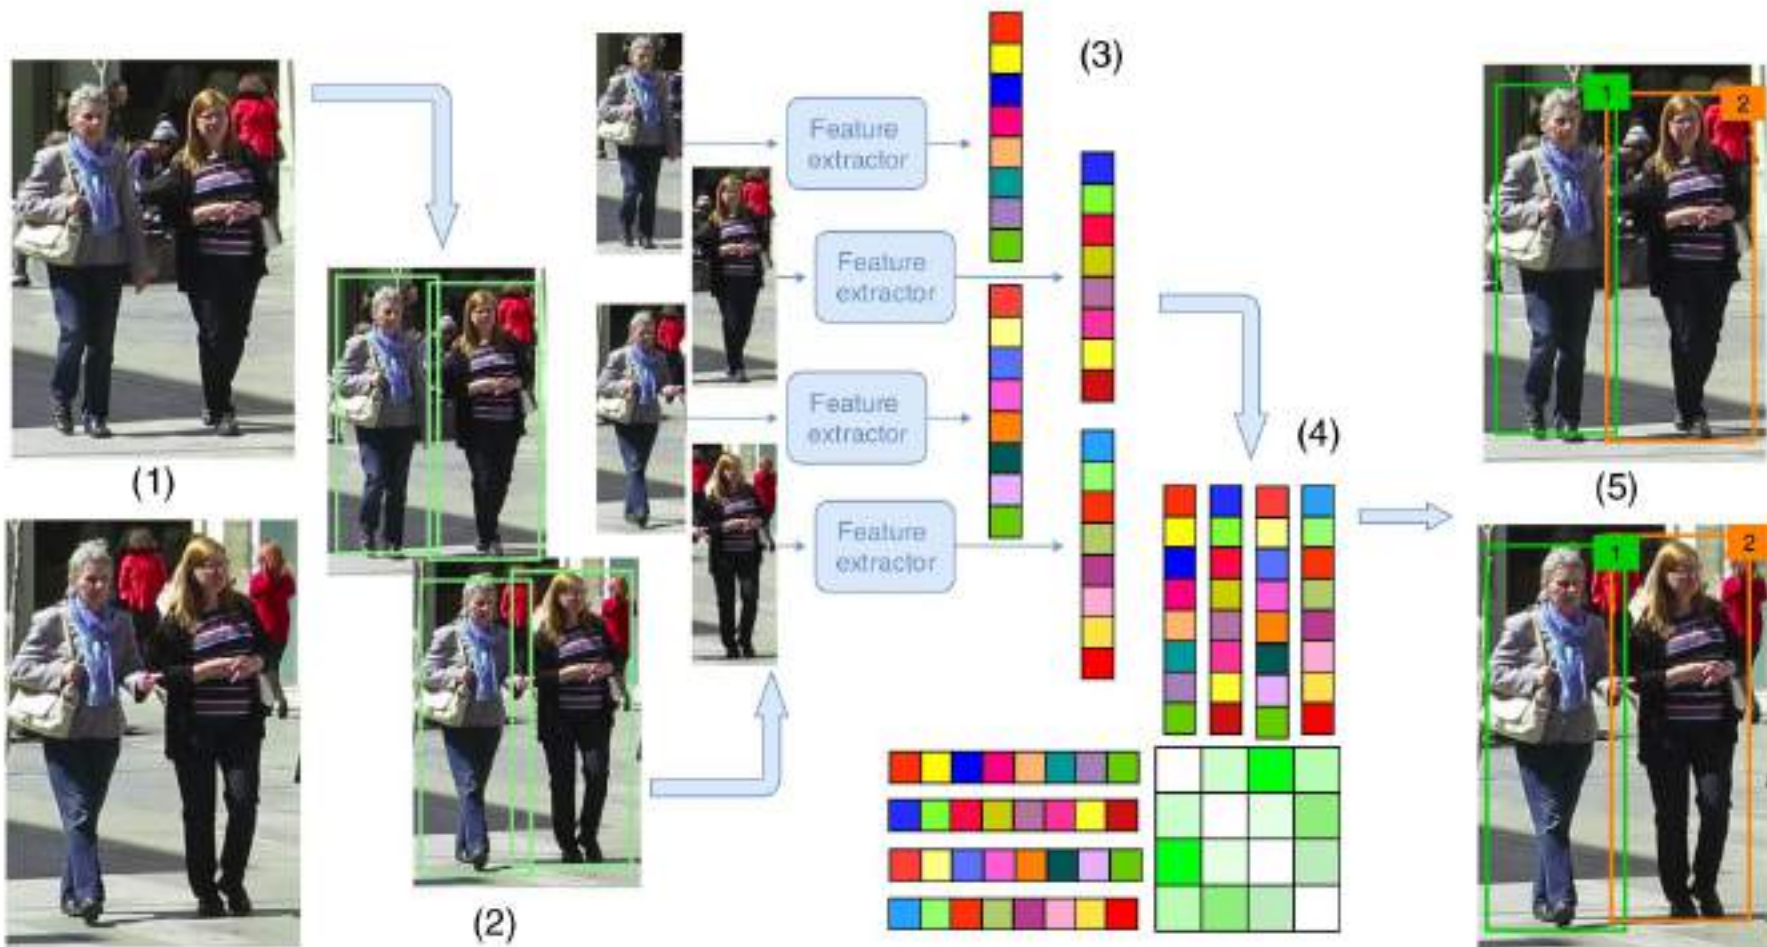 (1)
(2)
Feature
extractor
Feature
extractor
Feature
extractor
Feature
extractor
(3)
(4)
1
2
(5)
1
2